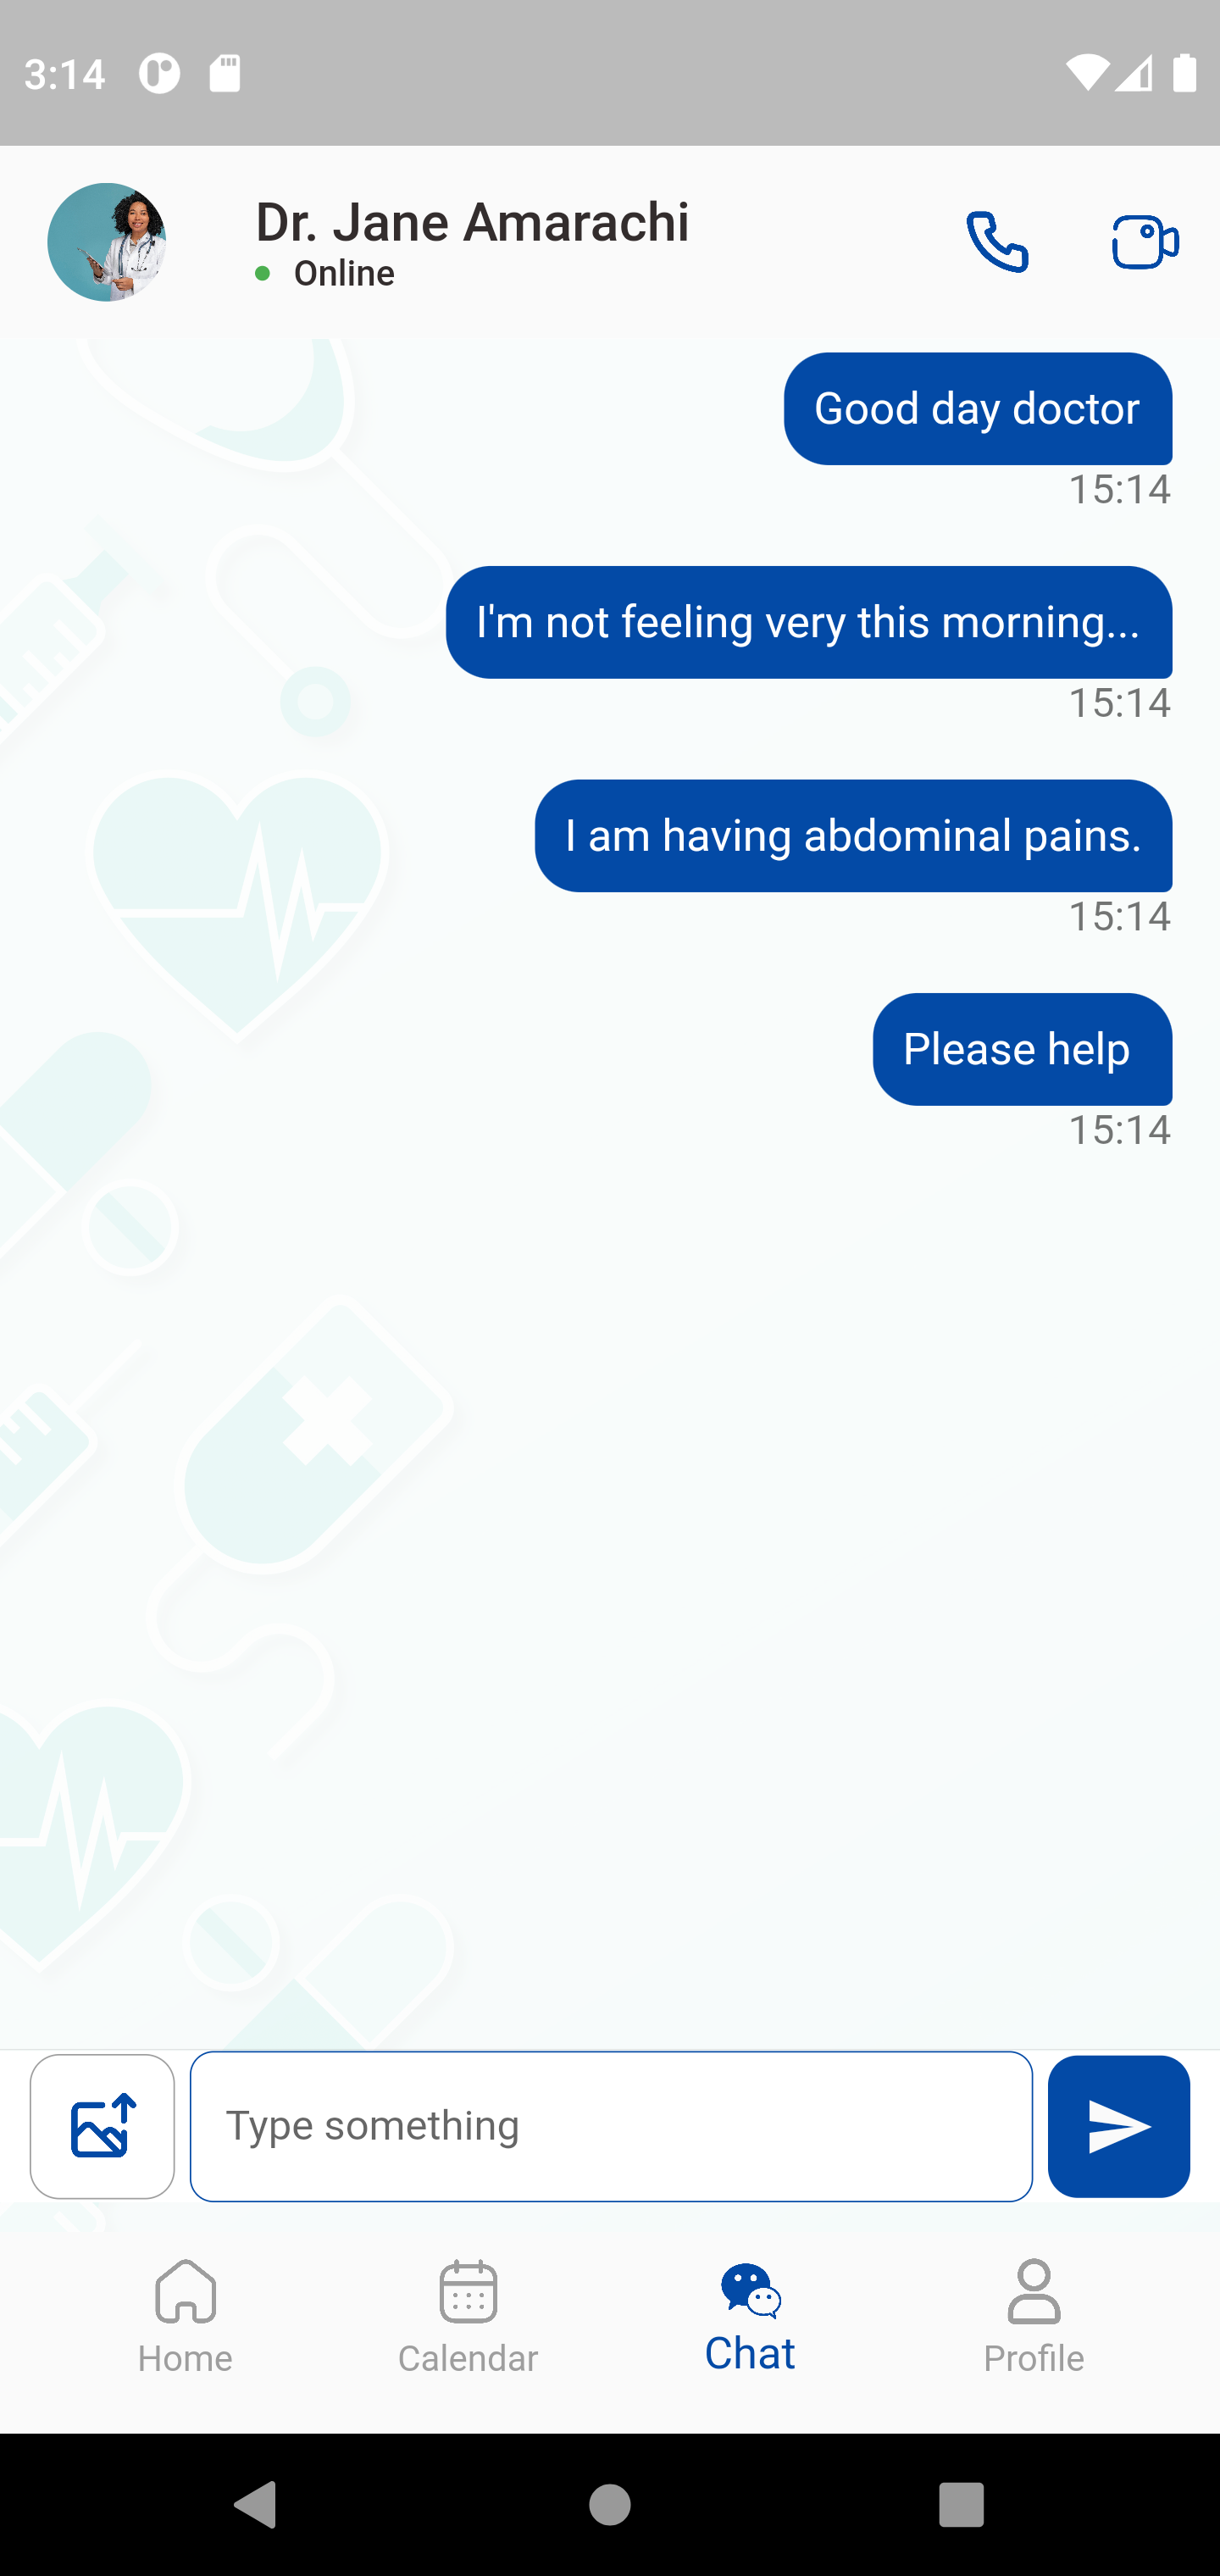 3:14
Dr. Jane Amarachi
Online
Good day doctor
15:14
I'm not feeling very this morning...
15:14
I am having abdominal pains.
15:14
Please help
15:14
Type something
Home
Calendar
Chat
Profile